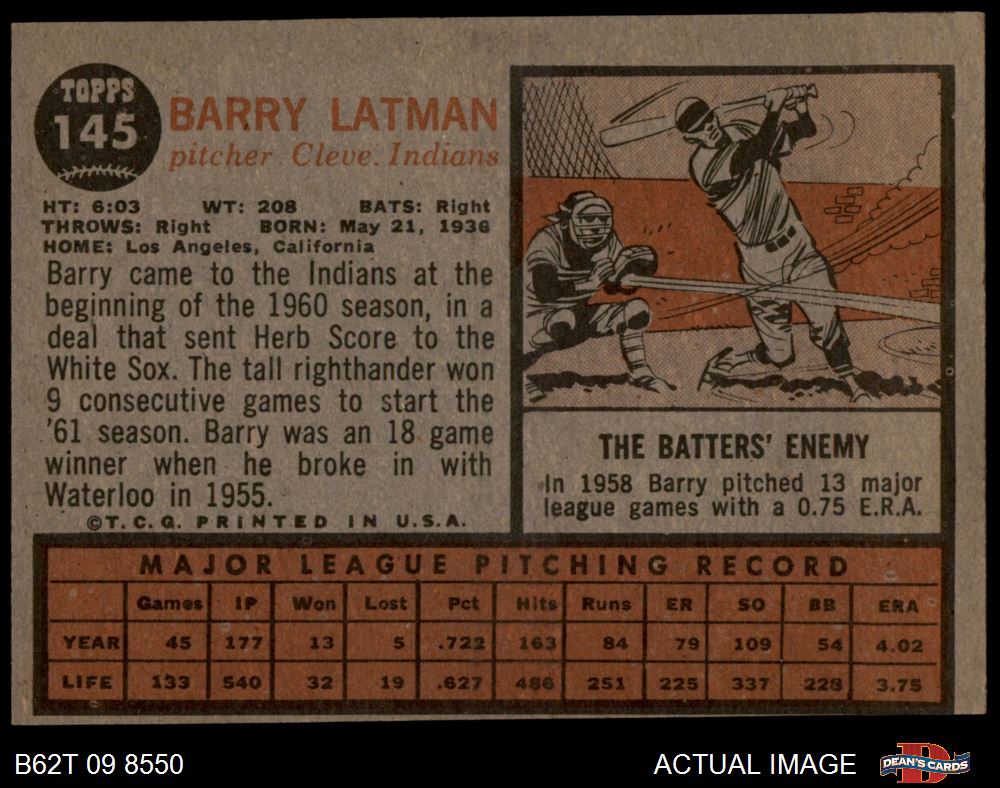 TOPPS
145
BARRY LATMAN
pitcher Cleve. Indians
HT: 6:03 WT: 208 BATS: Right
THROWS: Right BORN: May 21, 1936
HOME: Los Angeles, California
Barry came to the Indians at the
beginning of the 1960 season, in a
deal that sent Herb Score to the
White Sox. The tall righthander won
9 consecutive games to start the
'61 season. Barry was an 18 game
winner when he broke in with
Waterloo in 1955.
©T.C.G. PRINTED IN U.S.A.
THE BATTERS' ENEMY
In 1958 Barry pitched 13 major
league games with a 0.75 E.R.A.
MAJOR LEAGUE PITCHING RECORD
Games IP Won Lost Pct Hits Runs ER SO BB ERA
YEAR 45 177 13 5 .722 163 84 79 109 54 4.02
LIFE 133 540 32 19 .627 486 251 225 337 228 3.75
B62T 09 8550
ACTUAL IMAGE
DEAN'S CARDS